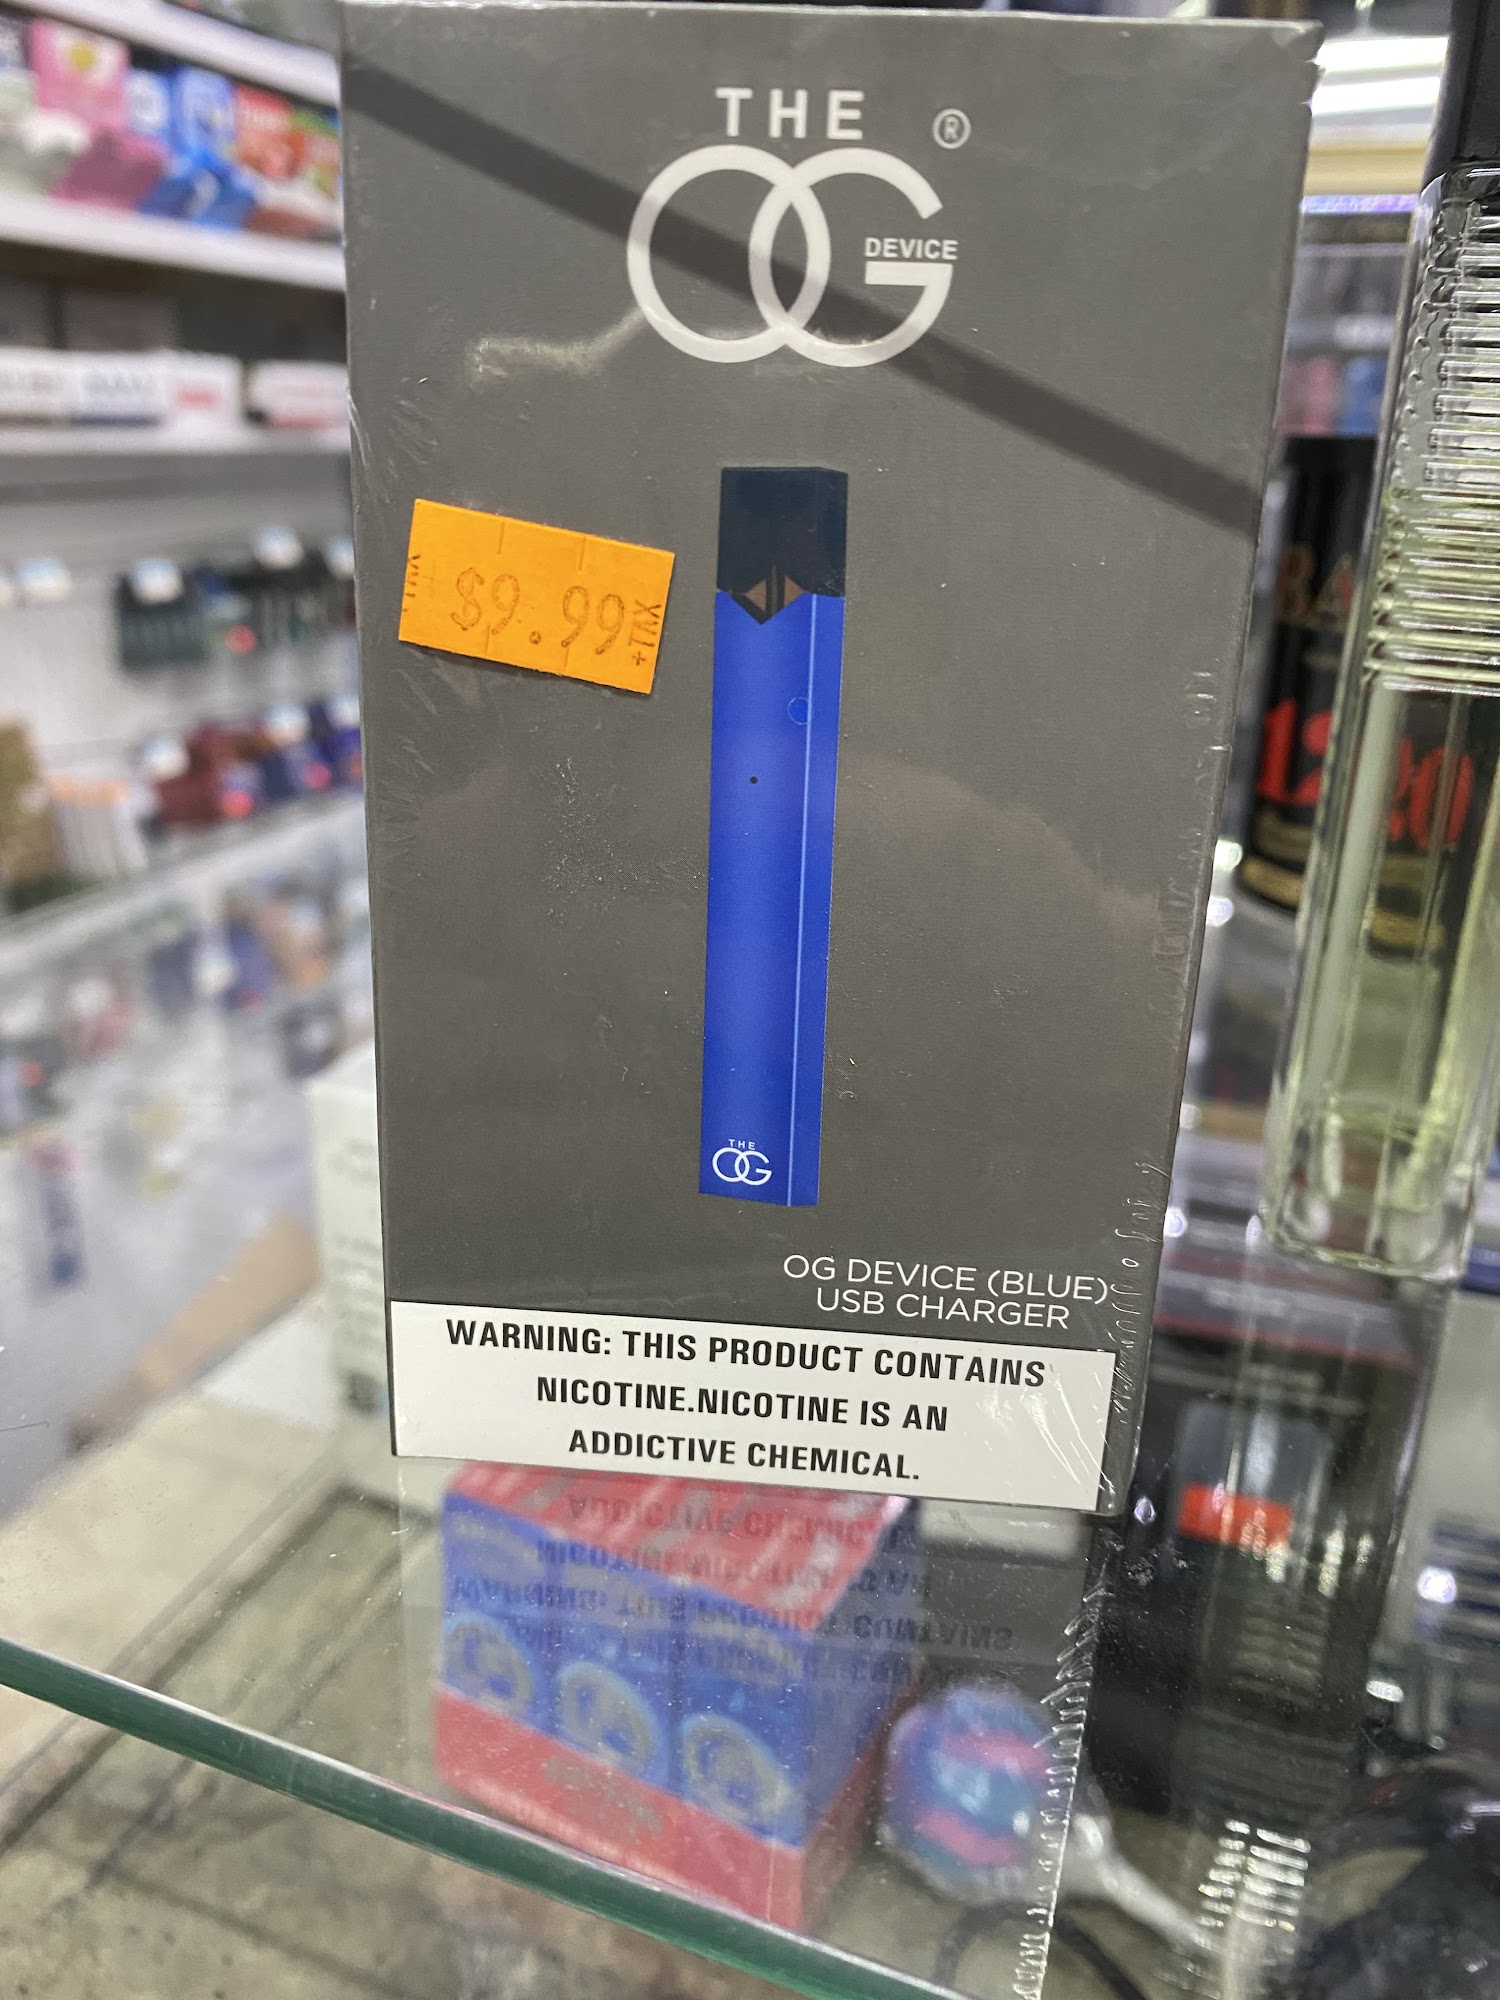 THE
®
OG
DEVICE
$9.99
+TAX
THE
OG
OG DEVICE (BLUE)
USB CHARGER
WARNING: THIS PRODUCT CONTAINS
NICOTINE.NICOTINE IS AN
ADDICTIVE CHEMICAL.